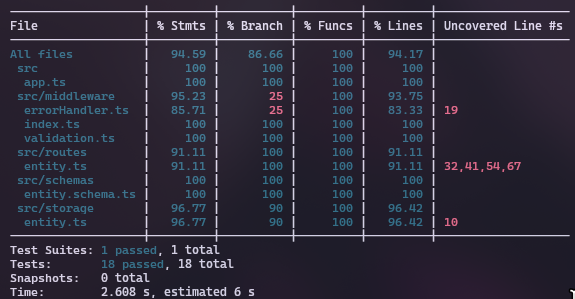 File | % Stmts | % Branch | % Funcs | % Lines | Uncovered Line #s
All files | 94.59 | 86.66 | 100 | 94.17 |
src | 100 | 100 | 100 | 100 |
app.ts | 100 | 100 | 100 | 100 |
src/middleware | 95.23 | 25 | 100 | 93.75 |
errorHandler.ts | 85.71 | 25 | 100 | 83.33 | 19
index.ts | 100 | 100 | 100 | 100 |
validation.ts | 100 | 100 | 100 | 100 |
src/routes | 91.11 | 100 | 100 | 91.11 |
entity.ts | 91.11 | 100 | 100 | 91.11 | 32,41,54,67
src/schemas | 100 | 100 | 100 | 100 |
entity.schema.ts | 100 | 100 | 100 | 100 |
src/storage | 96.77 | 90 | 100 | 96.42 |
entity.ts | 96.77 | 90 | 100 | 96.42 | 10
Test Suites: 1 passed, 1 total
Tests: 18 passed, 18 total
Snapshots: 0 total
Time: 2.608 s, estimated 6 s